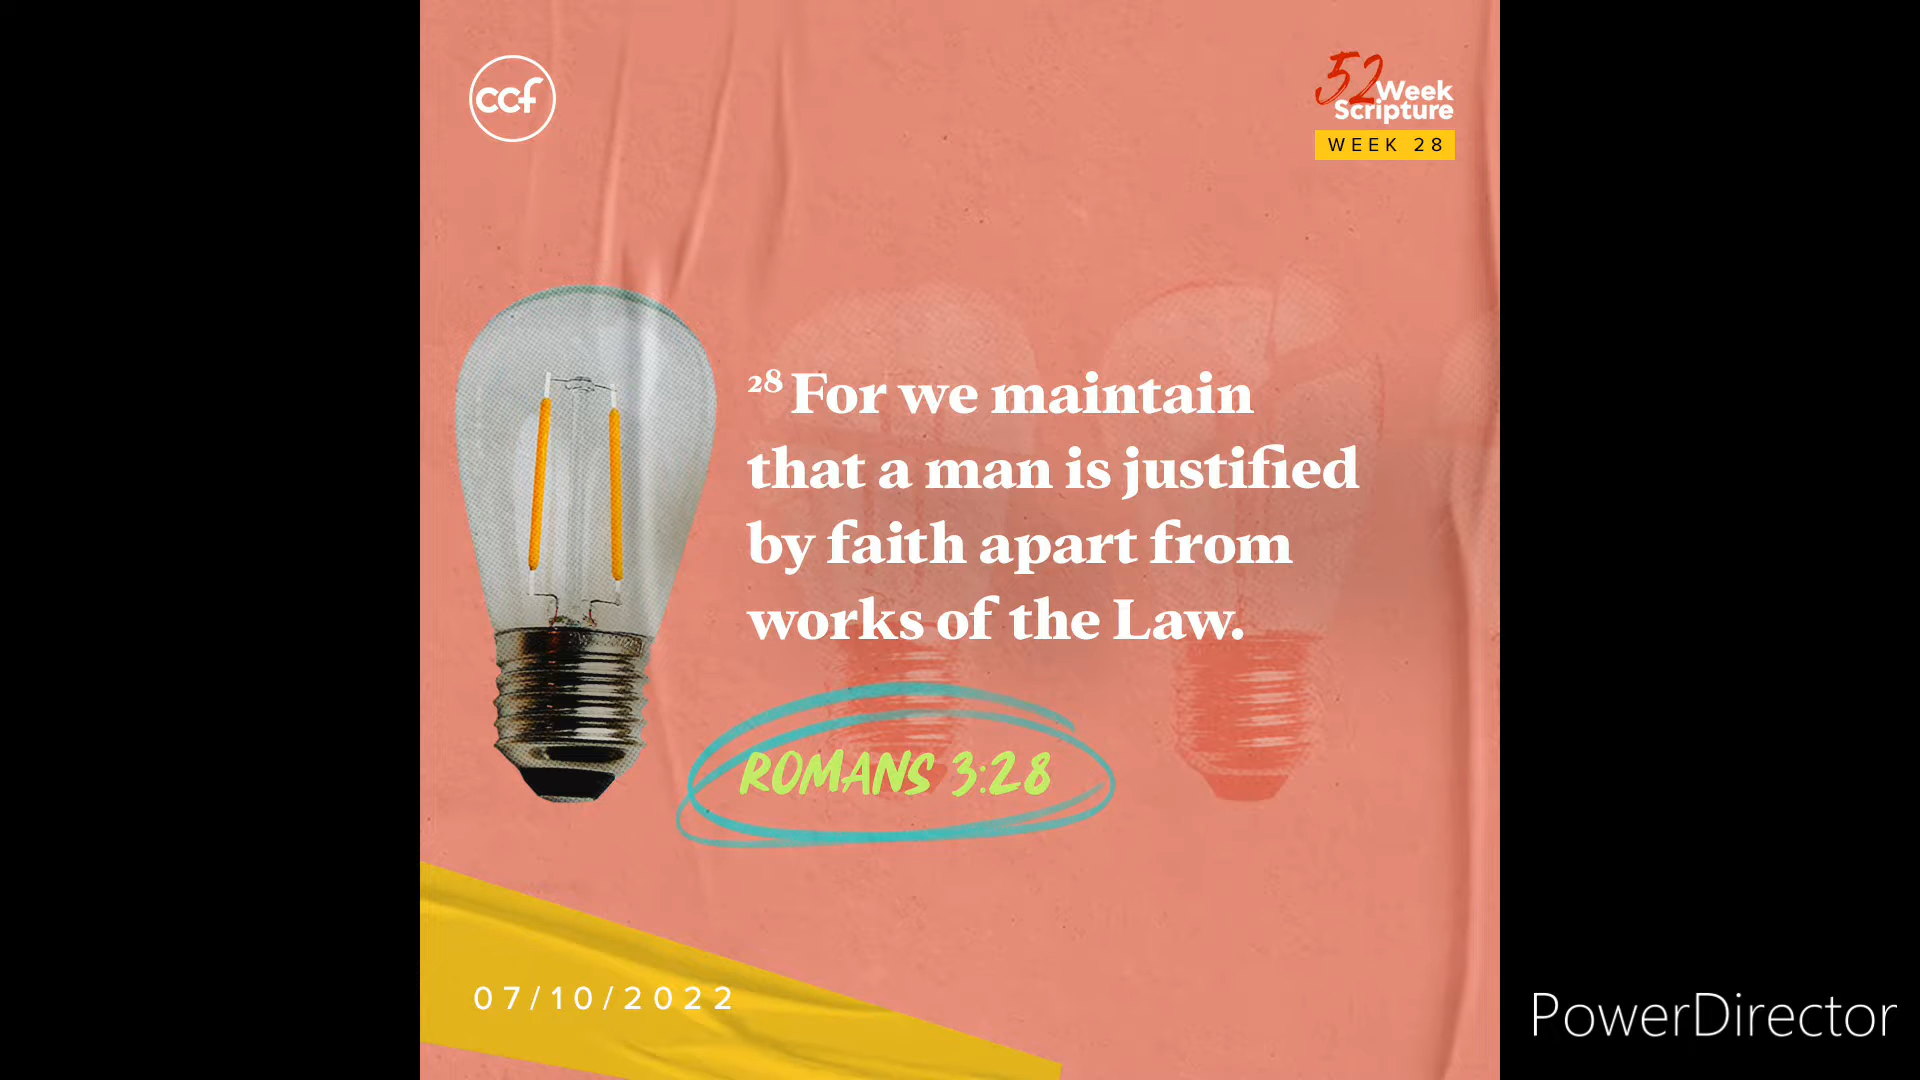 ccf
52 Week
Scripture
WEEK 28
28 For we maintain
that a man is justified
by faith apart from
works of the Law.
ROMANS 3:28
07/10/2022
PowerDirector